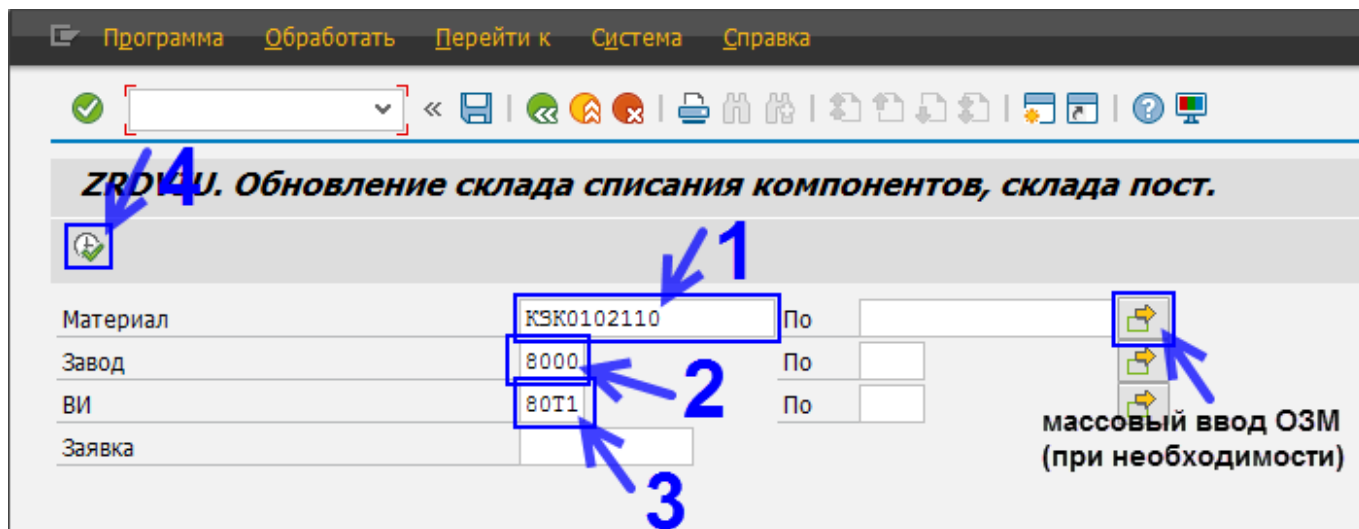 Программа Обработать Перейти к Система Справка
«
4
ZRDV_U. Обновление склада списания компонентов, склада пост.
1
Материал КЗК0102110 По
Завод 8000 По
2
ВИ 80Т1 По
массовый ввод ОЗМ
Заявка
(при необходимости)
3